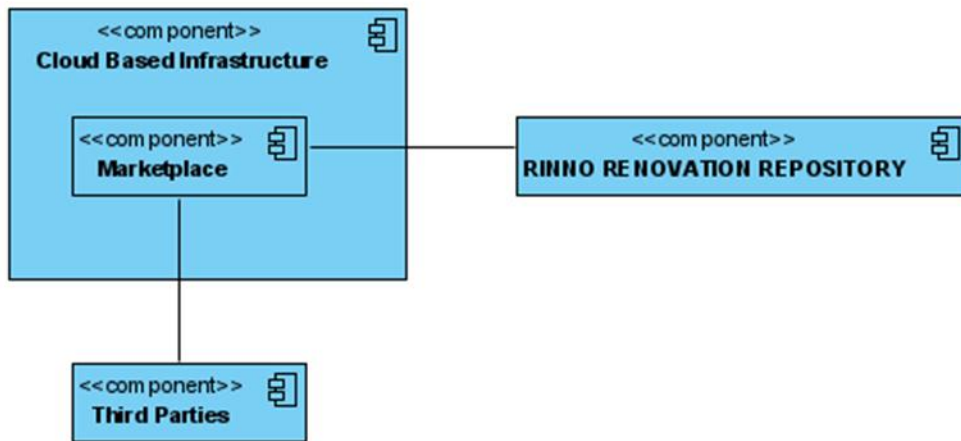 <<component>>
Cloud Based Infrastructure
<<component>>
Marketplace
<<component>>
RINNO RENOVATION REPOSITORY
<<component>>
Third Parties